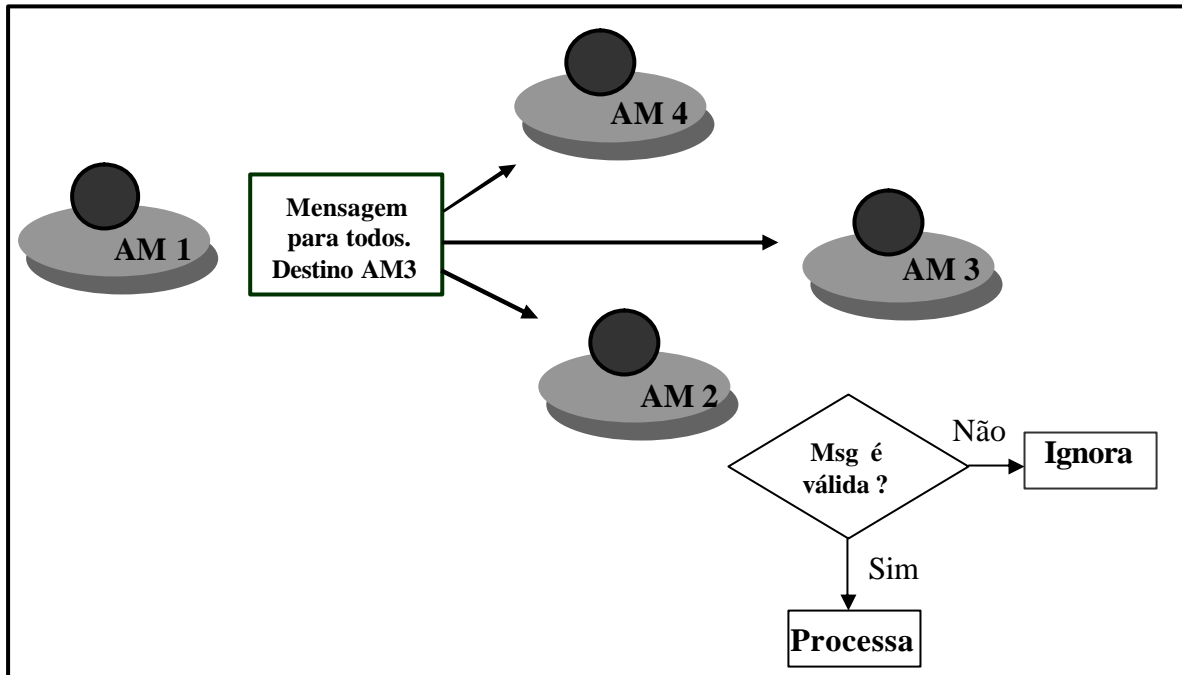 AM 4
AM 1
Mensagem
para todos.
Destino AM3
AM 3
AM 2
Msg é
válida ?
Não
Ignora
Sim
Processa